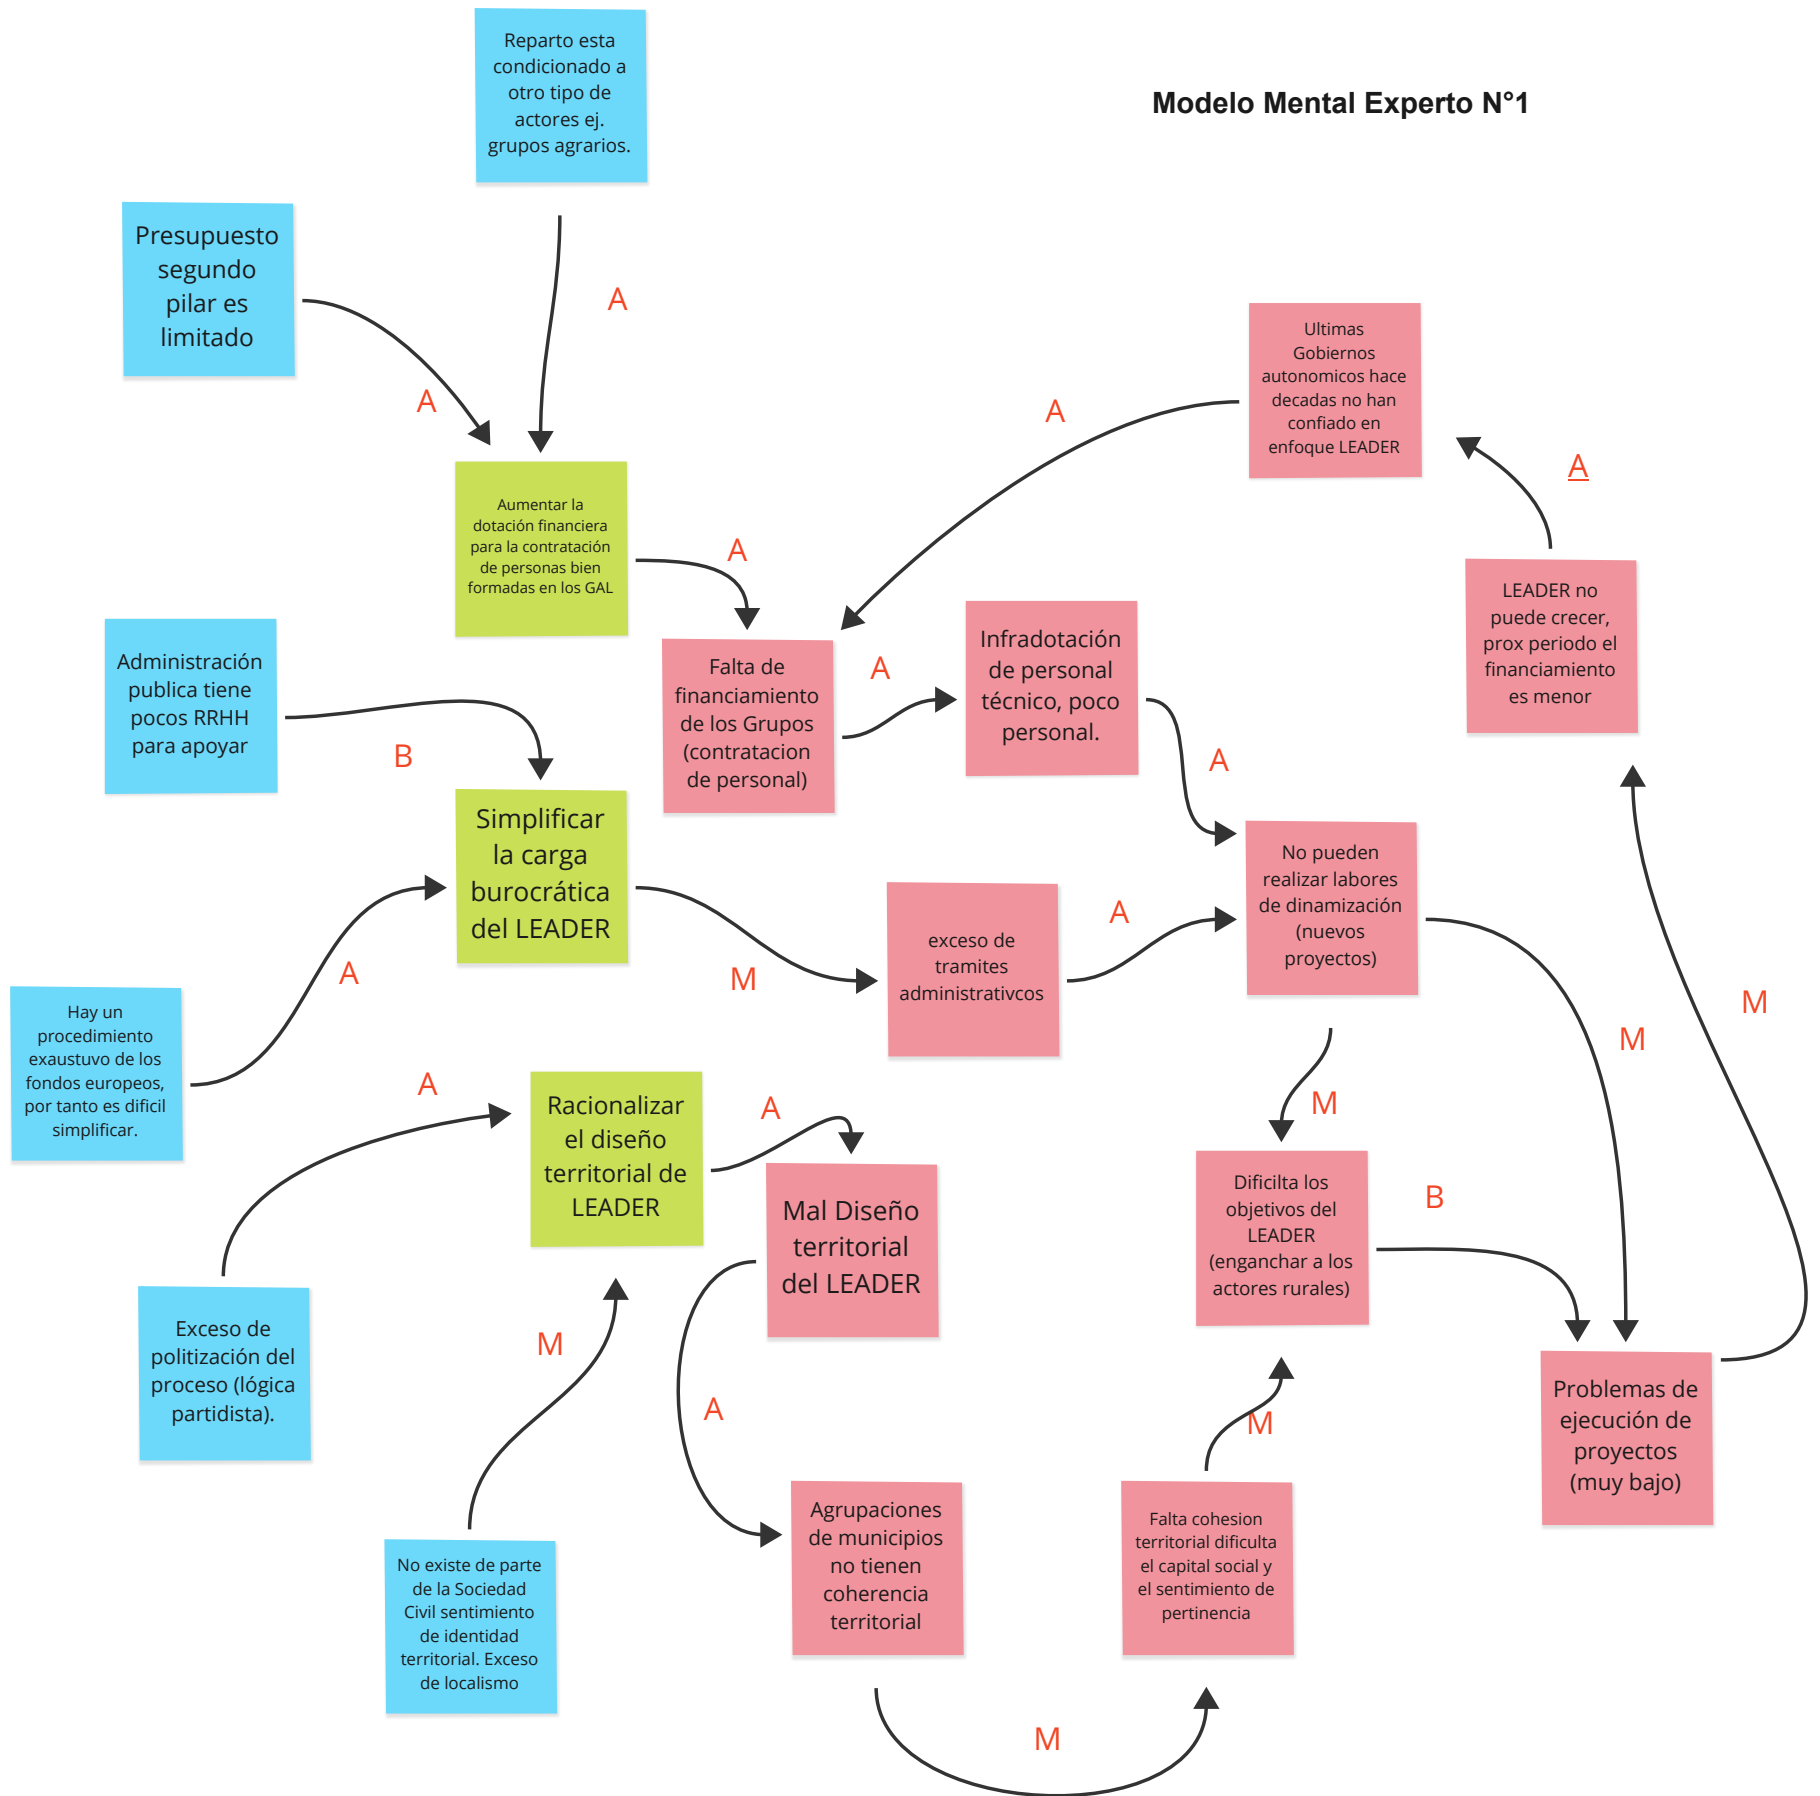 Reparto esta
condicionado a
otro tipo de
actores ej.
grupos agrarios.
Modelo Mental Experto N°1
Presupuesto
segundo
pilar es
limitado
A
A
Ultimas
Gobiernos
autonomicos hace
decadas no han
confiado en
enfoque LEADER
A
A
Aumentar la
dotación financiera
para la contratación
de personas bien
formadas en los GAL
A
LEADER no
puede crecer,
prox periodo el
financiamiento
es menor
Administración
publica tiene
pocos RRHH
para apoyar
Falta de
financiamiento
de los Grupos
(contratacion
de personal)
A
Infradotación
de personal
técnico, poco
personal.
B
A
Simplificar
la carga
burocrática
del LEADER
No pueden
realizar labores
de dinamización
(nuevos
proyectos)
A
exceso de
tramites
administrativcos
A
M
Hay un
procedimiento
exaustuvo de los
fondos europeos,
por tanto es dificil
simplificar.
M
M
A
Racionalizar
el diseño
territorial de
LEADER
A
M
Mal Diseño
territorial
del LEADER
Dificilta los
objetivos del
LEADER
(enganchar a los
actores rurales)
B
Exceso de
politización del
proceso (lógica
partidista).
M
A
M
Problemas de
ejecución de
proyectos
(muy bajo)
Agrupaciones
de municipios
no tienen
coherencia
territorial
Falta cohesion
territorial dificulta
el capital social y
el sentimiento de
pertinencia
No existe de parte
de la Sociedad
Civil sentimiento
de identidad
territorial. Exceso
de localismo
M